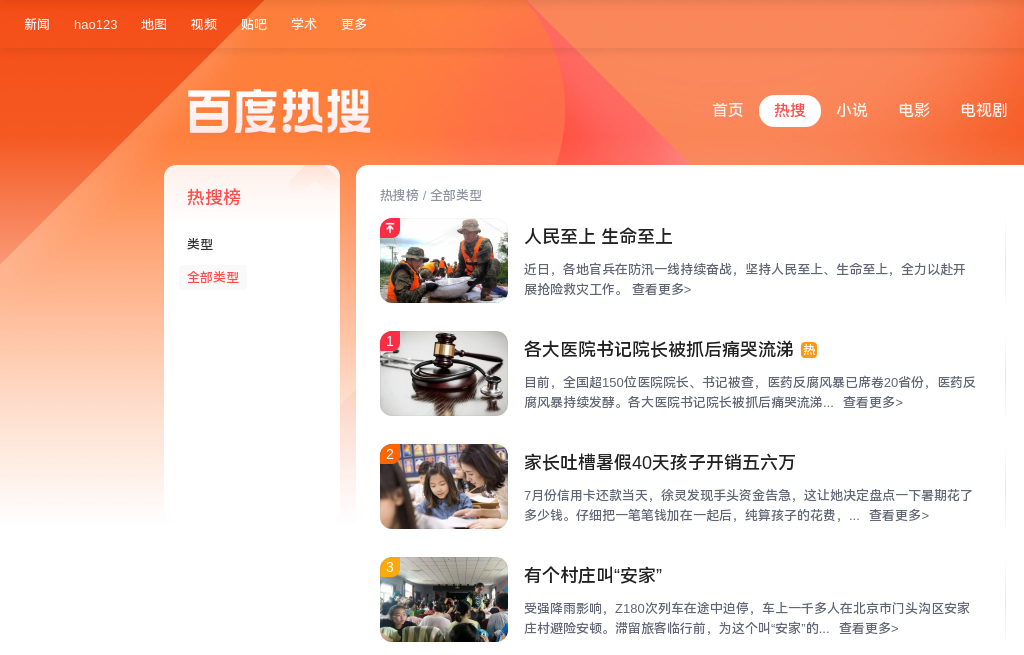 新闻 hao123 地图 视频 贴吧 学术 更多
百度热搜
首页 热搜 小说 电影 电视剧
热搜榜
类型
全部类型
热搜榜 / 全部类型
人民至上 生命至上
近日，各地官兵在防汛一线持续奋战，坚持人民至上、生命至上，全力以赴开
展抢险救灾工作。 查看更多>
1
各大医院书记院长被抓后痛哭流涕 热
目前，全国超150位医院院长、书记被查，医药反腐风暴已席卷20省份，医药反
腐风暴持续发酵。各大医院书记院长被抓后痛哭流涕... 查看更多>
2
家长吐槽暑假40天孩子开销五六万
7月份信用卡还款当天，徐灵发现手头资金告急，这让她决定盘点一下暑期花了
多少钱。仔细把一笔笔钱加在一起后，纯算孩子的花费，... 查看更多>
3
有个村庄叫“安家”
受强降雨影响，Z180次列车在途中迫停，车上一千多人在北京市门头沟区安家
庄村避险安顿。滞留旅客临行前，为这个叫“安家”的... 查看更多>